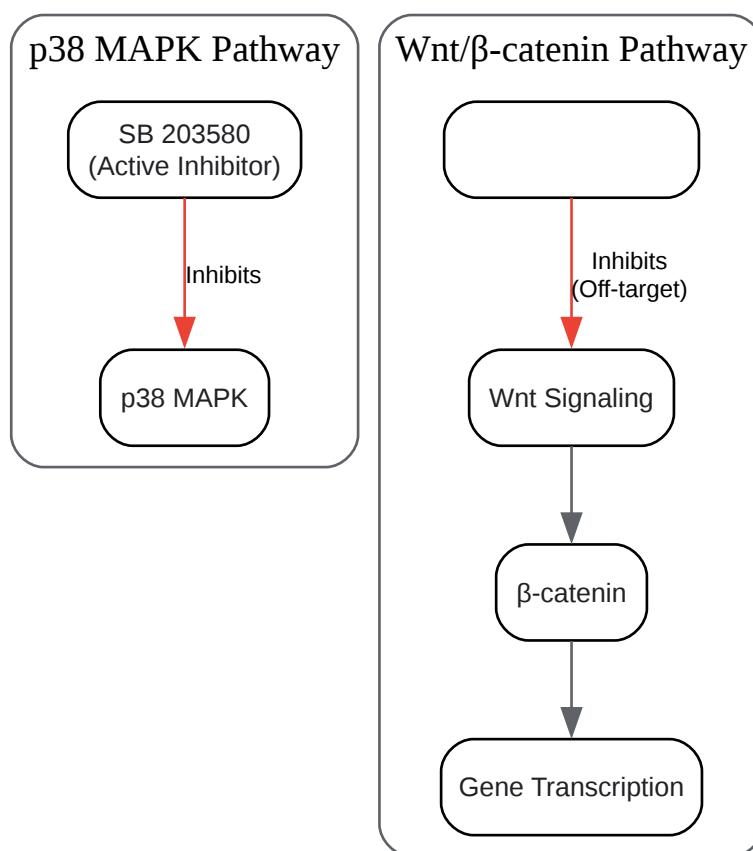 p38 MAPK Pathway
SB 203580
(Active Inhibitor)
Inhibits
p38 MAPK
Wnt/β-catenin Pathway
Inhibits
(Off-target)
Wnt Signaling
β-catenin
Gene Transcription